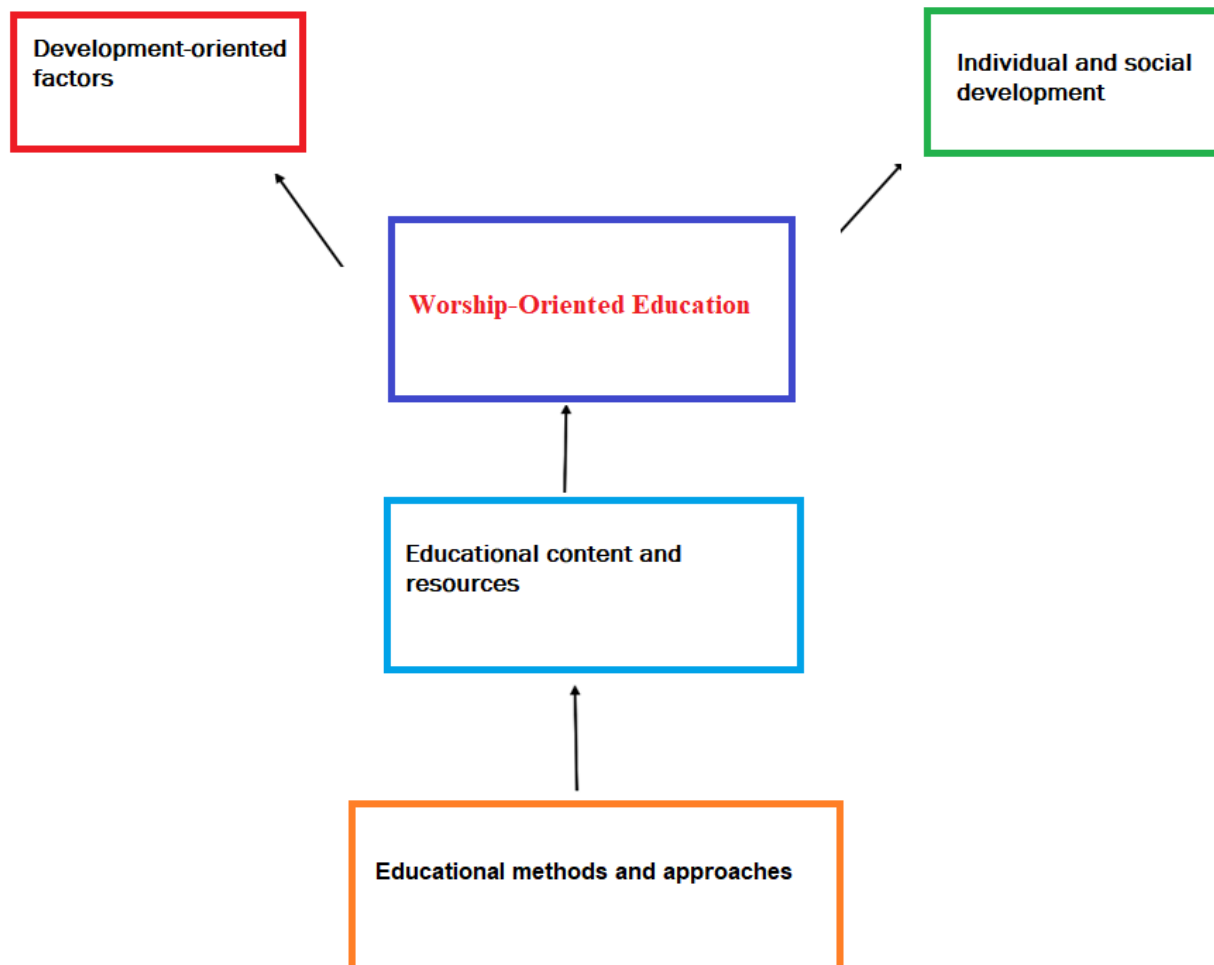 Development-oriented
factors
Individual and social
development
Worship-Oriented Education
Educational content and
resources
Educational methods and approaches